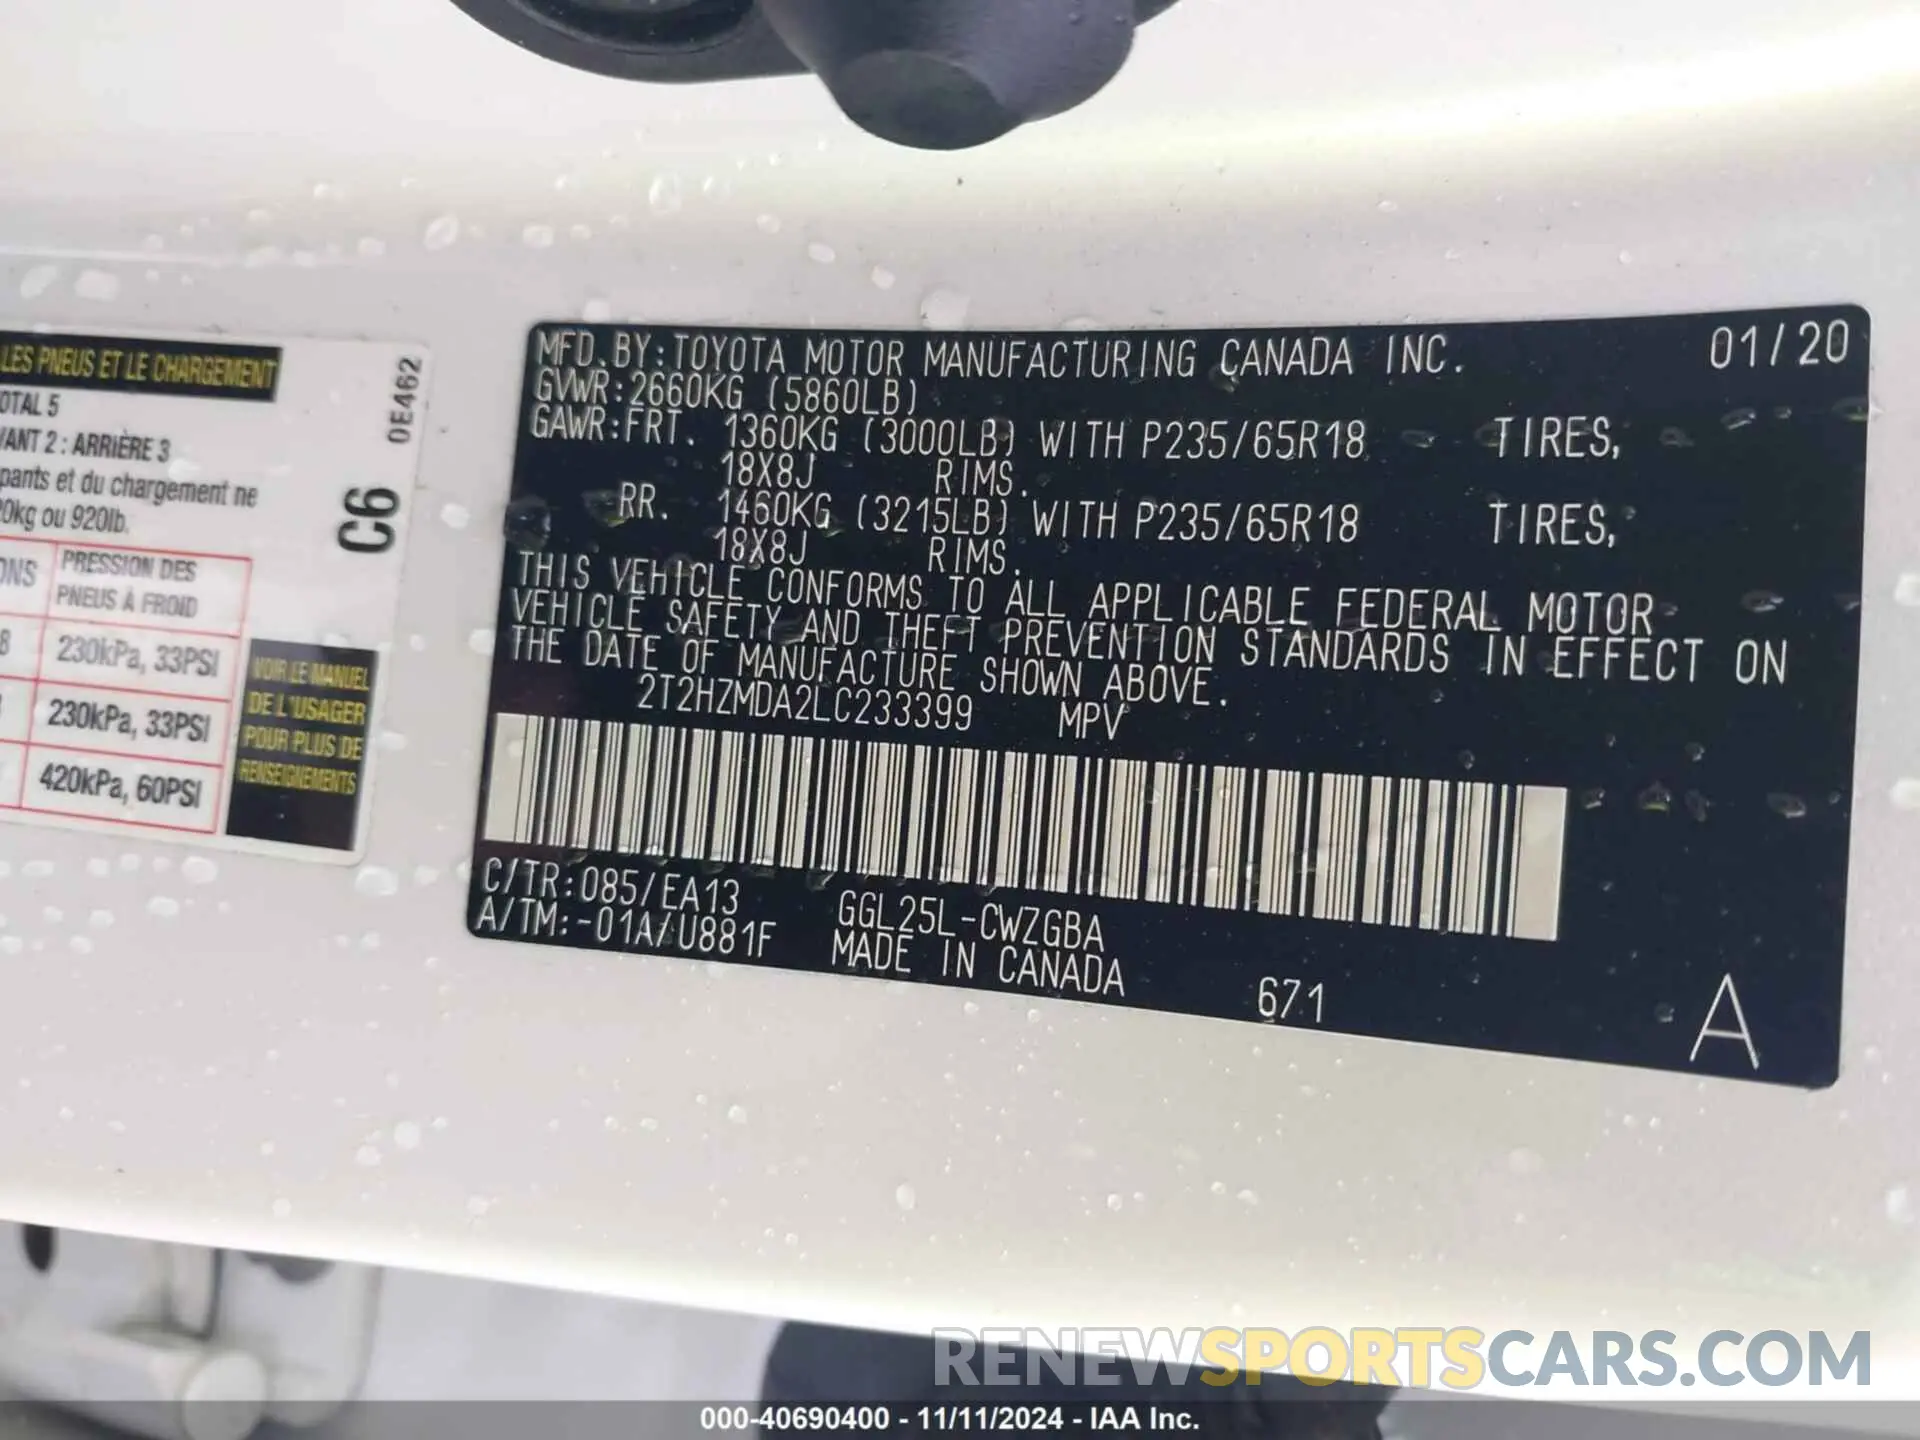 LES PNEUS ET LE CHARGEMENT
OTAL 5
VANT 2 : ARRIÈRE 3
pants et du chargement ne
20kg ou 920lb.
ONS PRESSION DES
PNEUS À FROID
8 230kPa, 33PSI
230kPa, 33PSI
420kPa, 60PSI
VOIR LE MANUEL
DE L'USAGER
POUR PLUS DE
RENSEIGNEMENTS
C6
0E462
MFD. BY: TOYOTA MOTOR MANUFACTURING CANADA INC. 01/20
GVWR: 2660KG (5860LB)
GAWR: FRT. 1360KG (3000LB) WITH P235/65R18 TIRES,
18X8J RIMS.
RR. 1460KG (3215LB) WITH P235/65R18 TIRES,
18X8J RIMS.
THIS VEHICLE CONFORMS TO ALL APPLICABLE FEDERAL MOTOR
VEHICLE SAFETY AND THEFT PREVENTION STANDARDS IN EFFECT ON
THE DATE OF MANUFACTURE SHOWN ABOVE.
2T2HZMDA2LC233399 MPV
C/TR: 085/EA13 GGL25L-CWZGBA
A/TM: -01A/U881F MADE IN CANADA
671
A
RENEWSPORTSCARS.COM
000-40690400 - 11/11/2024 - IAA Inc.